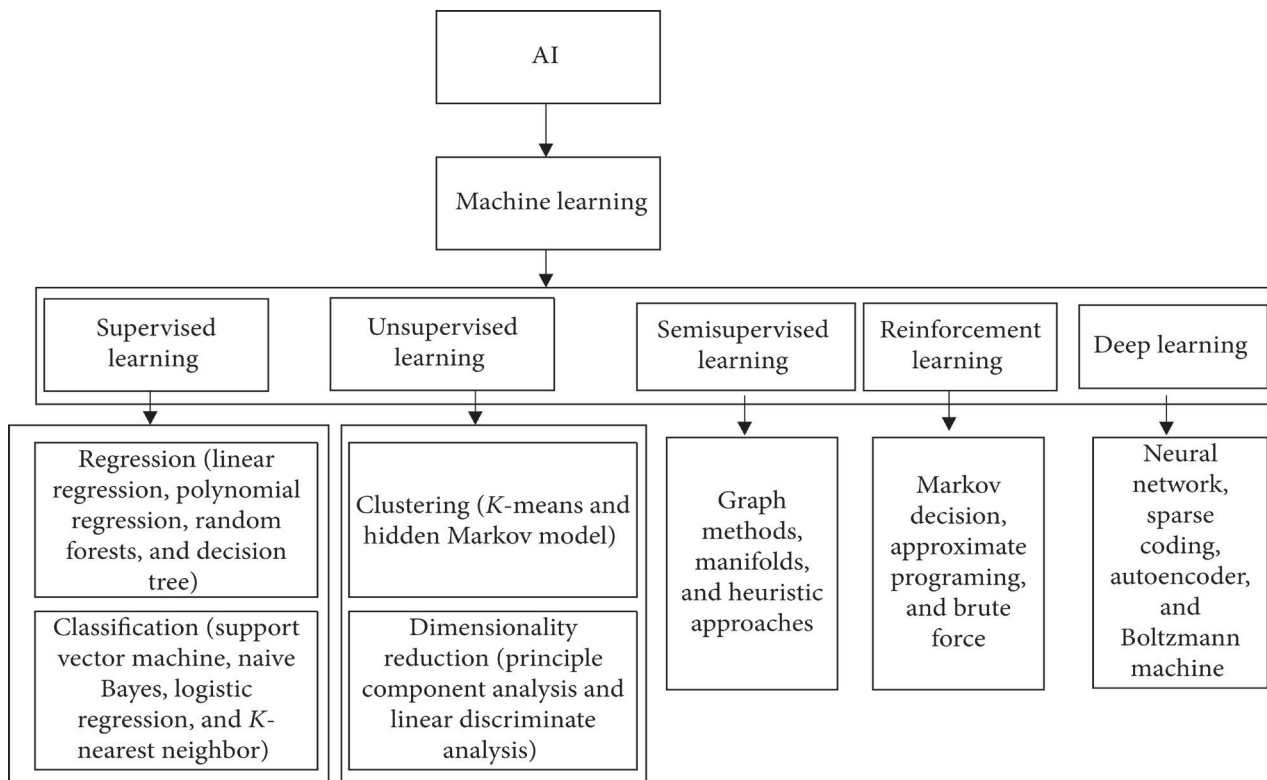 AI
Machine learning
Supervised
learning
Unsupervised
learning
Semisupervised
learning
Reinforcement
learning
Deep learning
Regression (linear
regression, polynomial
regression, random
forests, and decision
tree)
Classification (support
vector machine, naive
Bayes, logistic
regression, and K-
nearest neighbor)
Clustering (K-means and
hidden Markov model)
Dimensionality
reduction (principle
component analysis and
linear discriminate
analysis)
Graph
methods,
manifolds,
and heuristic
approaches
Markov
decision,
approximate
programing,
and brute
force
Neural
network,
sparse
coding,
autoencoder,
and
Boltzmann
machine